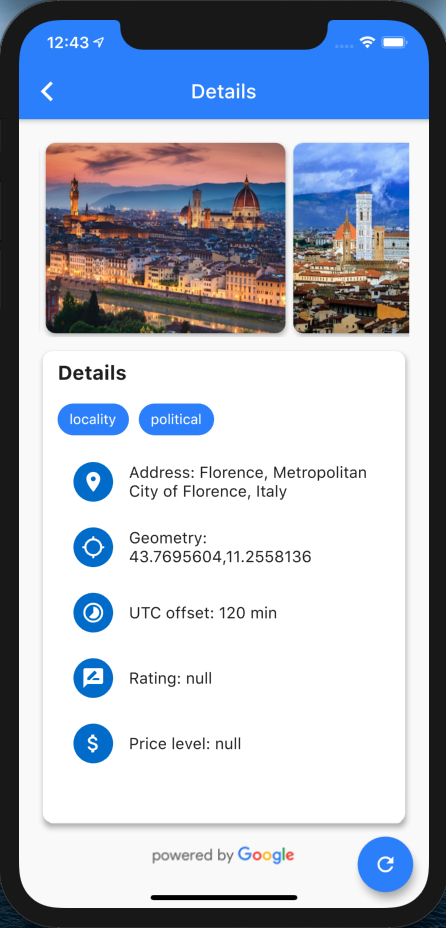 12:43
Details
Details
locality political
Address: Florence, Metropolitan
City of Florence, Italy
Geometry:
43.7695604,11.2558136
UTC offset: 120 min
Rating: null
$ Price level: null
powered by Google